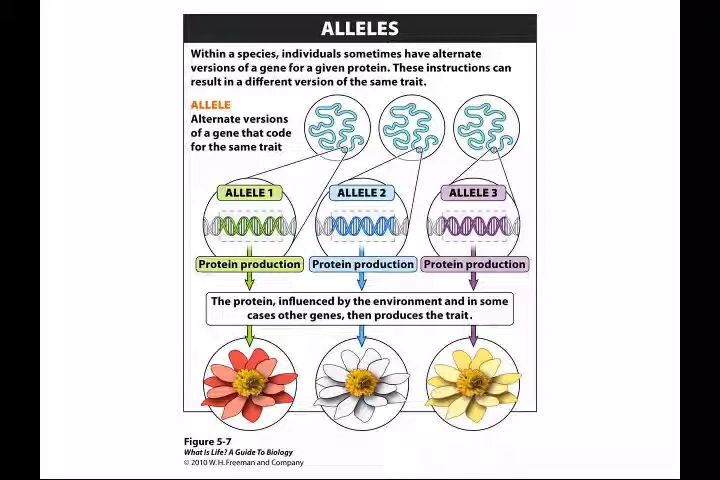 ALLELES
Within a species, individuals sometimes have alternate
versions of a gene for a given protein. These instructions can
result in a different version of the same trait.
ALLELE
Alternate versions
of a gene that code
for the same trait
ALLELE 1
ALLELE 2
ALLELE 3
Protein production
Protein production
Protein production
The protein, influenced by the environment and in some
cases other genes, then produces the trait.
Figure 5-7
What Is Life? A Guide To Biology
© 2010 W. H. Freeman and Company